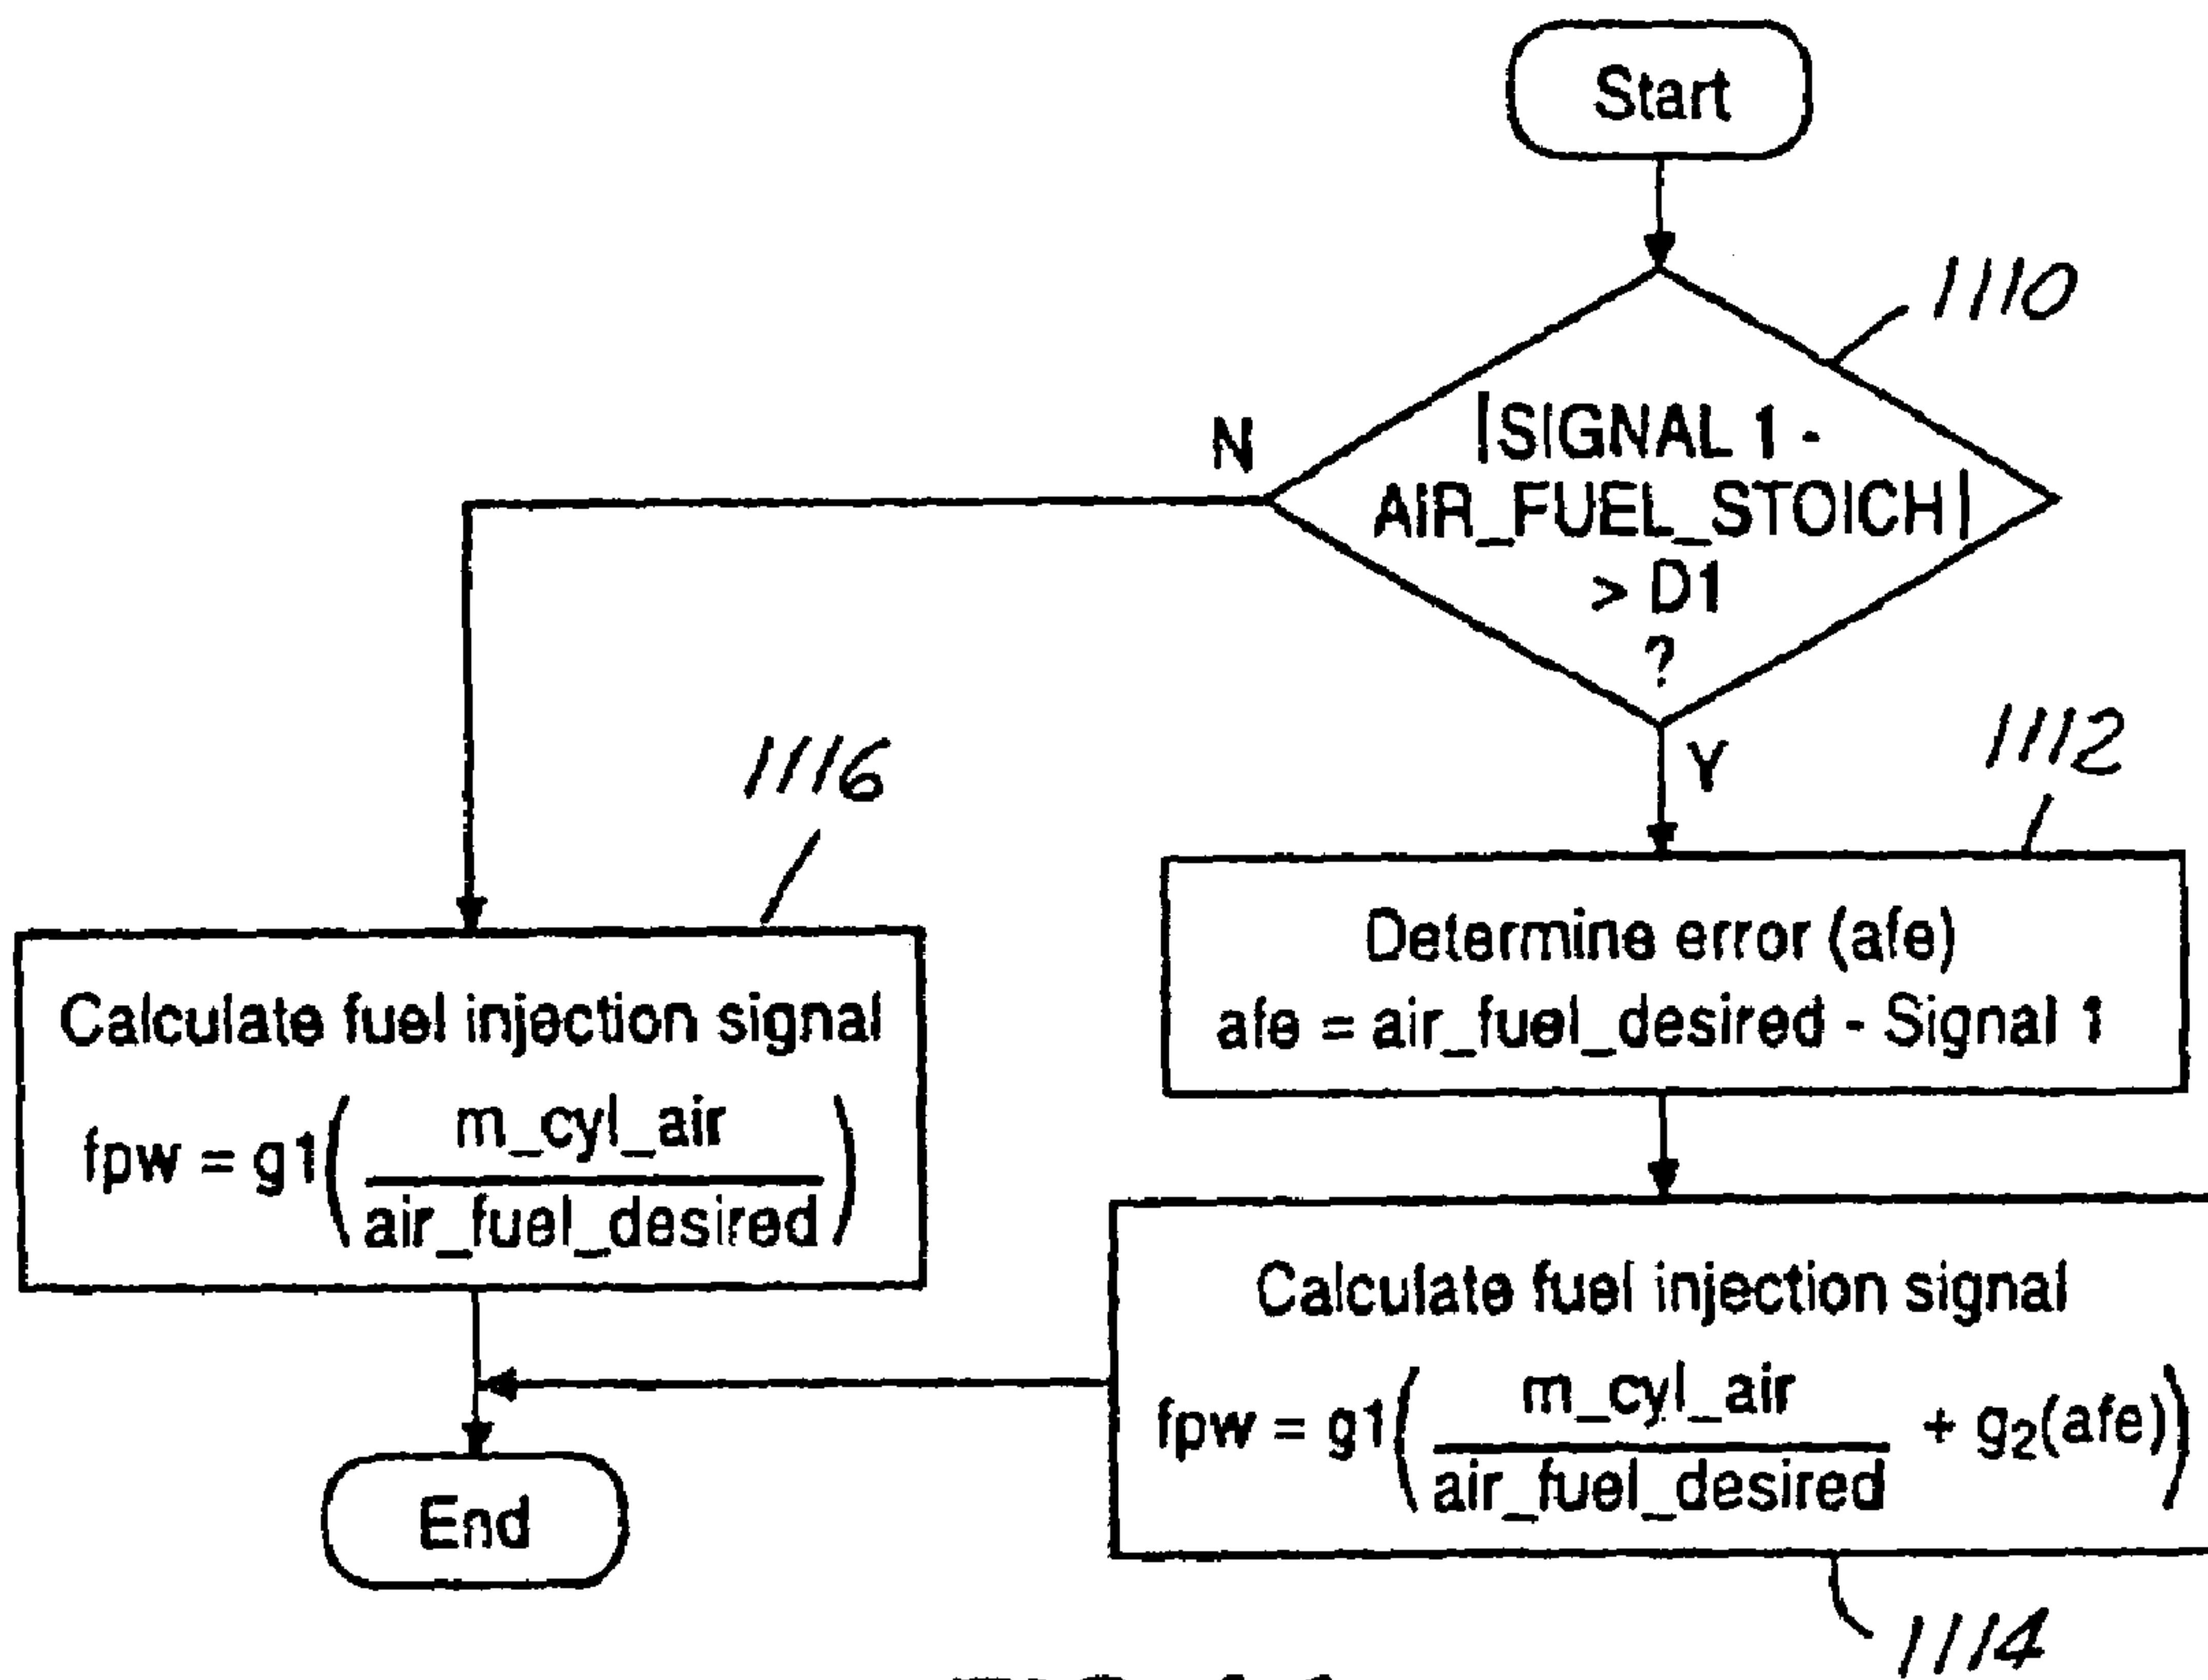 Start
1110
|SIGNAL 1 -
AIR_FUEL_STOICH|
> D1
?
N
Y
1112
Determine error (afe)
afe = air_fuel_desired - Signal 1
1116
Calculate fuel injection signal
fpw = g1( m_cyl_air / air_fuel_desired )
Calculate fuel injection signal
fpw = g1( m_cyl_air / air_fuel_desired + g2(afe))
1114
End